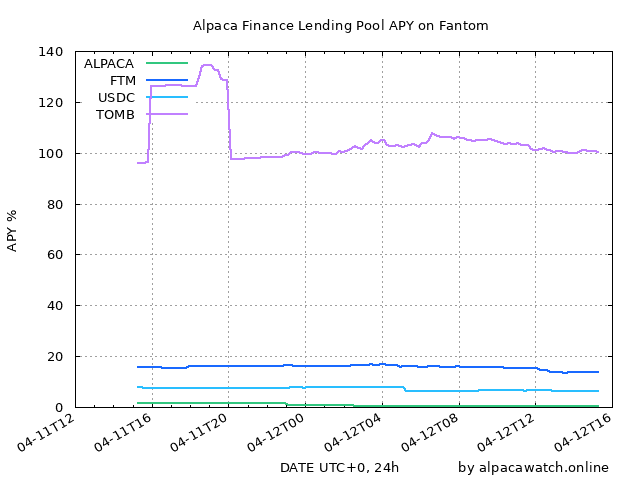 Alpaca Finance Lending Pool APY on Fantom
140
120
100
80
60
40
20
0
APY %
ALPACA
FTM
USDC
TOMB
04-11T12
04-11T16
04-11T20
04-12T00
04-12T04
04-12T08
04-12T12
04-12T16
DATE UTC+0, 24h
by alpacawatch.online